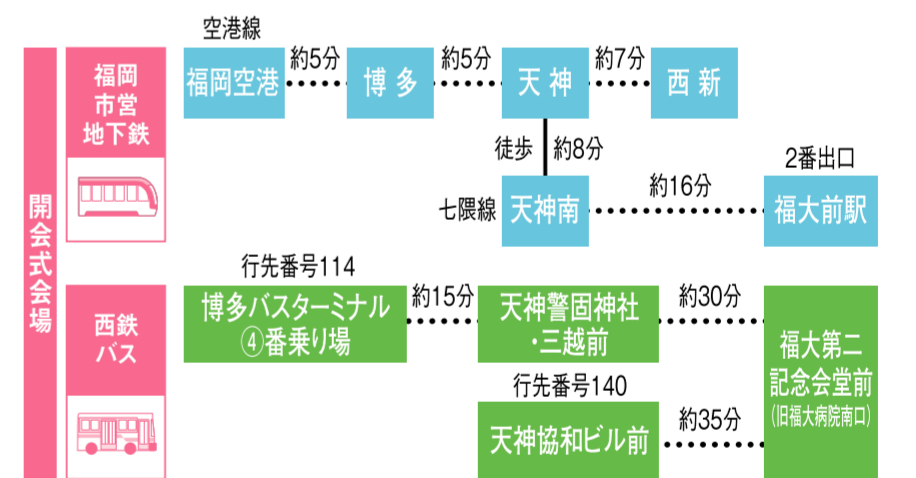 開会式会場
福岡
市営
地下鉄
空港線
福岡空港
約5分
博多
約5分
天神
約7分
西新
徒歩
約8分
七隈線
天神南
約16分
2番出口
福大前駅
西鉄
バス
行先番号114
博多バスターミナル
④番乗り場
約15分
天神警固神社
・三越前
約30分
行先番号140
天神協和ビル前
約35分
福大第二
記念会堂前
(旧福大病院南口)